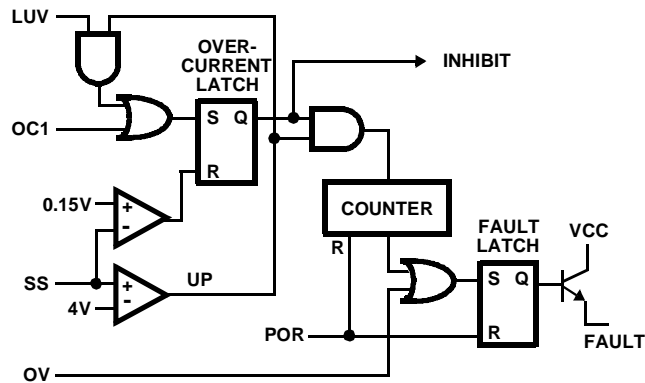 LUV
OVER-
CURRENT
LATCH
INHIBIT
S Q
OC1
R
0.15V
+
-
COUNTER
R
FAULT
LATCH
VCC
SS
+
-
4V
UP
S Q
POR
R
FAULT
OV